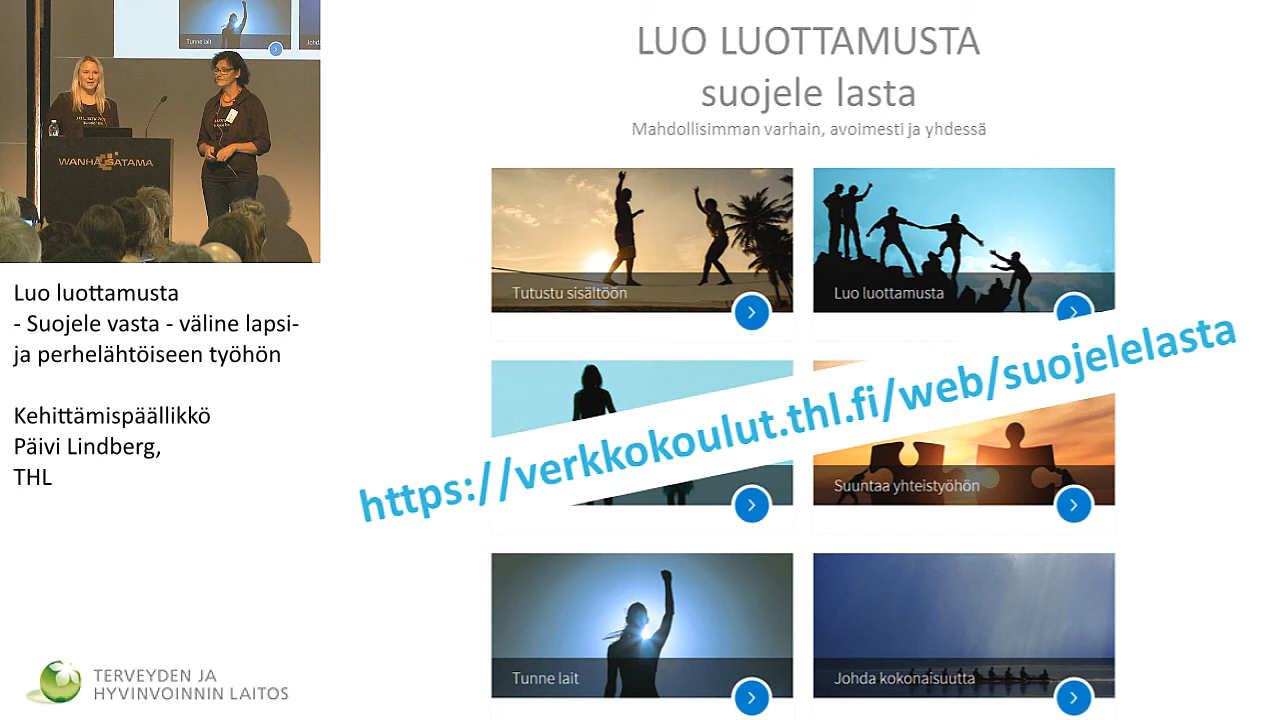 Tunne lait
WANHA SATAMA
Luo luottamusta
- Suojele vasta - väline lapsi-
ja perhelähtöiseen työhön
Kehittämispäällikkö
Päivi Lindberg,
THL
TERVEYDEN JA
HYVINVOINNIN LAITOS
LUO LUOTTAMUSTA
suojele lasta
Mahdollisimman varhain, avoimesti ja yhdessä
Tutustu sisältöön
Luo luottamusta
https://verkkokoulut.thl.fi/web/suojelelasta
Suuntaa yhteistyöhön
Tunne lait
Johda kokonaisuutta